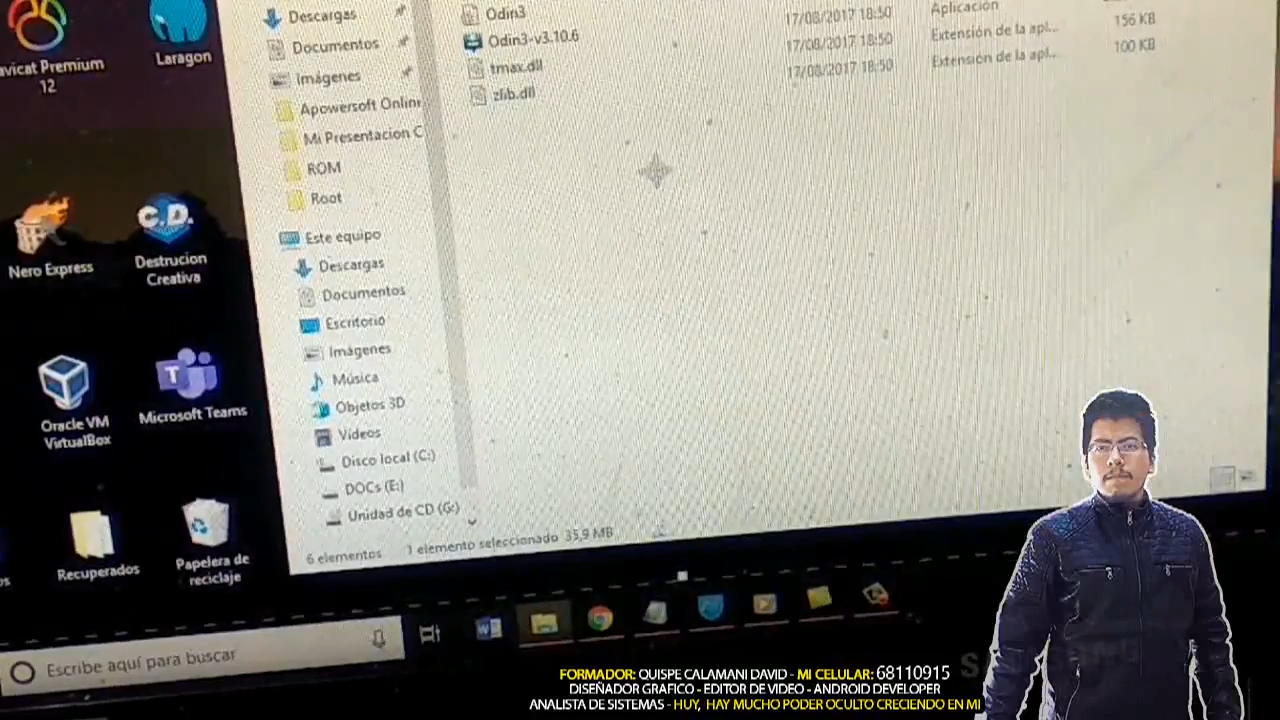 Navicat Premium
12
Laragon
Nero Express
C.D.
Destrucion
Creativa
Oracle VM
VirtualBox
T
Microsoft Teams
Recuperados
Papelera de
reciclaje
Descargas
Documentos
Imágenes
Apowersoft Onlin
Mi Presentacion C
ROM
Root
Este equipo
Descargas
Documentos
Escritorio
Imágenes
Música
Objetos 3D
Vídeos
Disco local (C:)
DOCs (E:)
Unidad de CD (G:)
Odin3
Odin3-v3.10.6
tmax.dll
zlib.dll
17/08/2017 18:50
17/08/2017 18:50
17/08/2017 18:50
Aplicación
Extensión de la apl...
Extensión de la apl...
156 KB
100 KB
6 elementos 1 elemento seleccionado 35,9 MB
Escribe aquí para buscar
FORMADOR: QUISPE CALAMANI DAVID - MI CELULAR: 68110915
DISEÑADOR GRAFICO - EDITOR DE VIDEO - ANDROID DEVELOPER
ANALISTA DE SISTEMAS - HUY, HAY MUCHO PODER OCULTO CRECIENDO EN MI